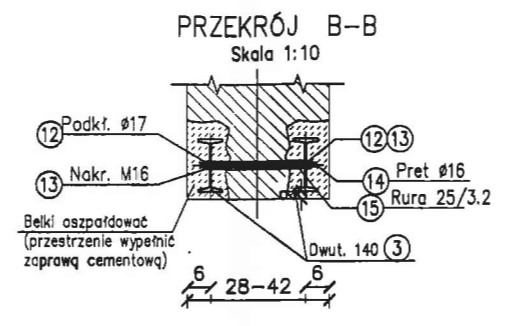 PRZEKRÓJ B-B
Skala 1:10
12 Podkł. ø17
12 13
13 Nakr. M16
14 Pret ø16
15 Rura 25/3.2
Belki oszpałdować
(przestrzenie wypełnić
zaprawą cementową)
Dwut. 140 3
6 28-42 6